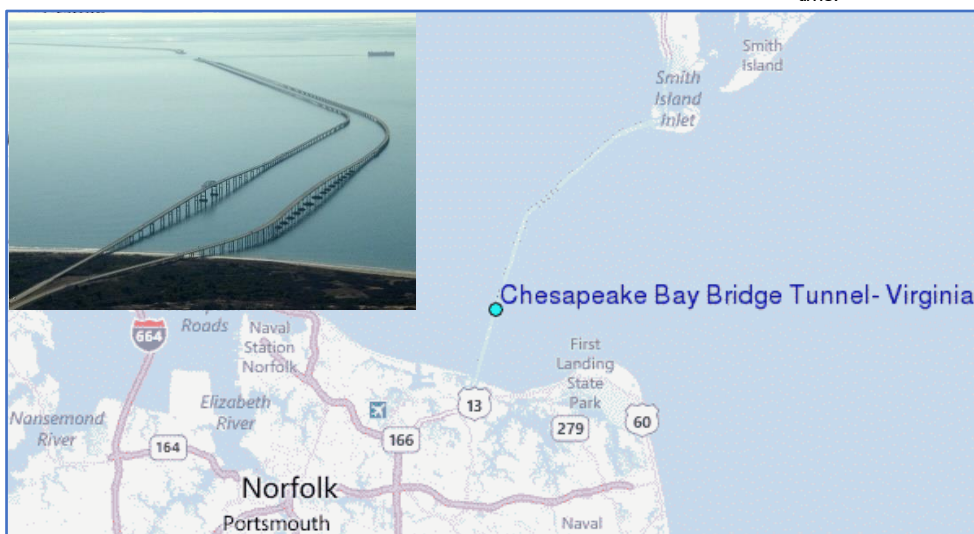 Smith
Island
Smith
Island
Inlet
Chesapeake Bay Bridge Tunnel- Virginia
Roads
664
Naval
Station
Norfolk
First
Landing
State
Park
Elizabeth
River
13
Nansemond
River
164
166
279
60
Norfolk
Portsmouth
Naval